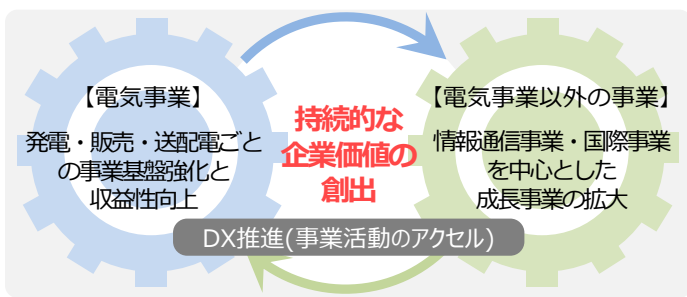 【電気事業】
発電・販売・送配電ごと
の事業基盤強化と
収益性向上
持続的な
企業価値の
創出
【電気事業以外の事業】
情報通信事業・国際事業
を中心とした
成長事業の拡大
DX推進(事業活動のアクセル)